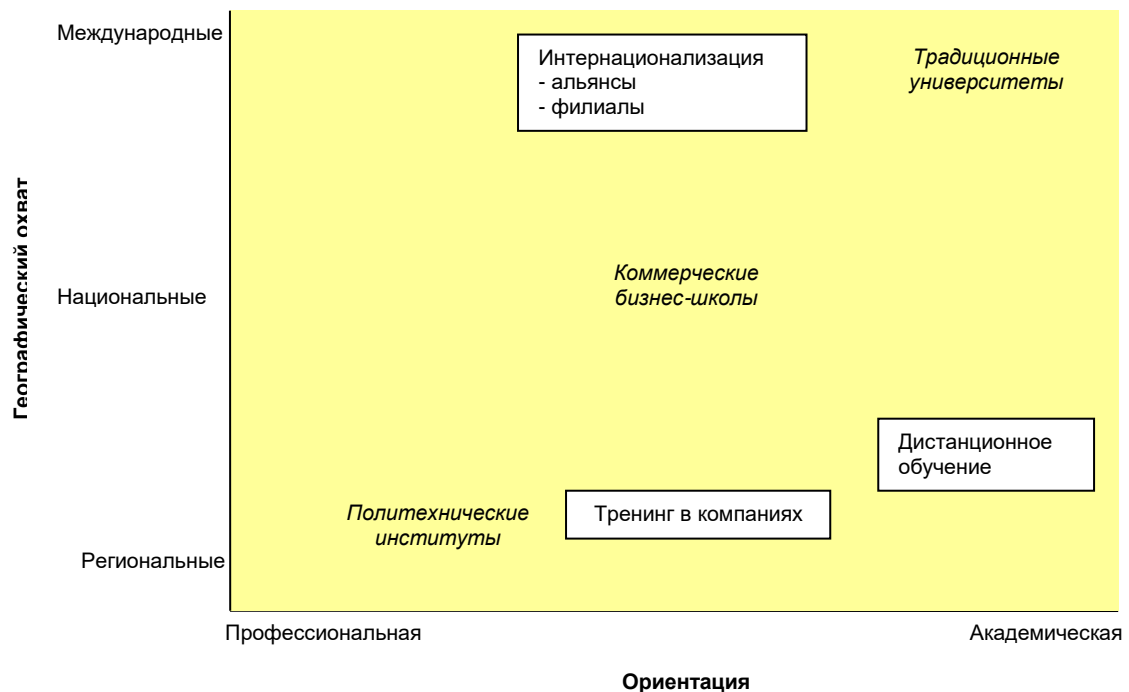 Международные
Интернационализация
- альянсы
- филиалы
Традиционные
университеты
Географический охват
Национальные
Коммерческие
бизнес-школы
Дистанционное
обучение
Политехнические
институты
Тренинг в компаниях
Региональные
Профессиональная
Академическая
Ориентация